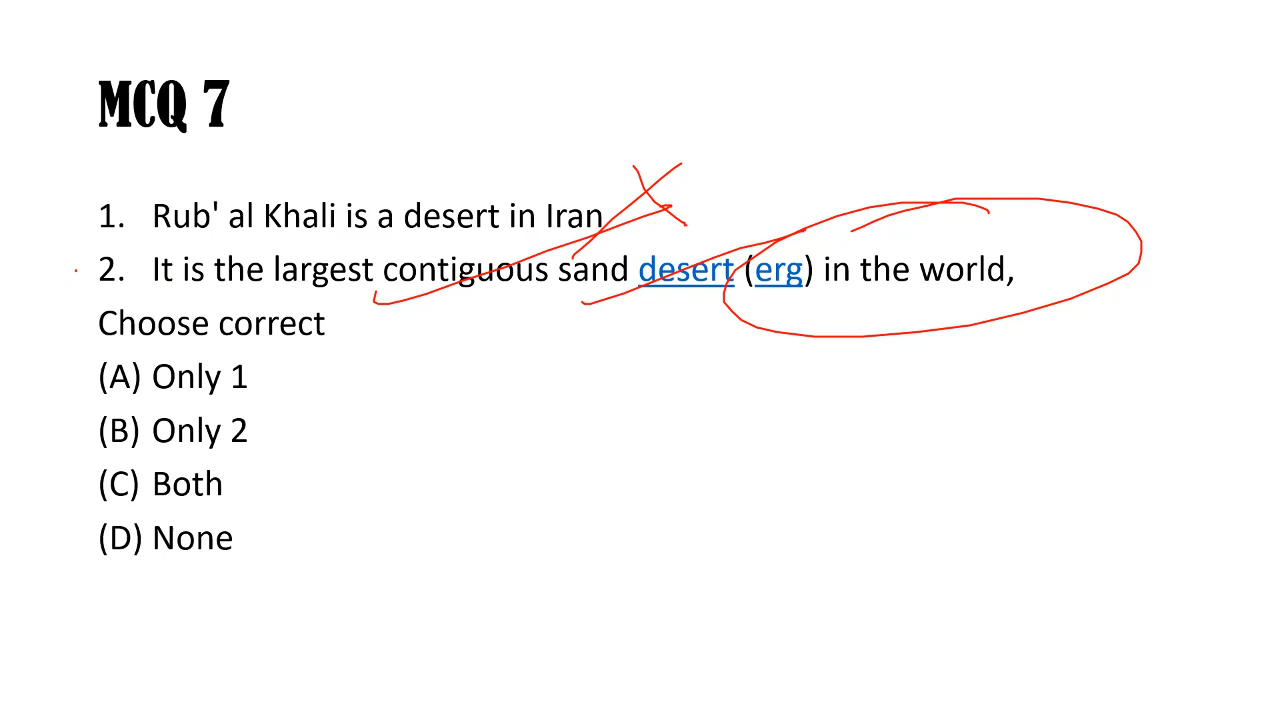 MCQ 7
1. Rub' al Khali is a desert in Iran
2. It is the largest contiguous sand desert (erg) in the world,
Choose correct
(A) Only 1
(B) Only 2
(C) Both
(D) None